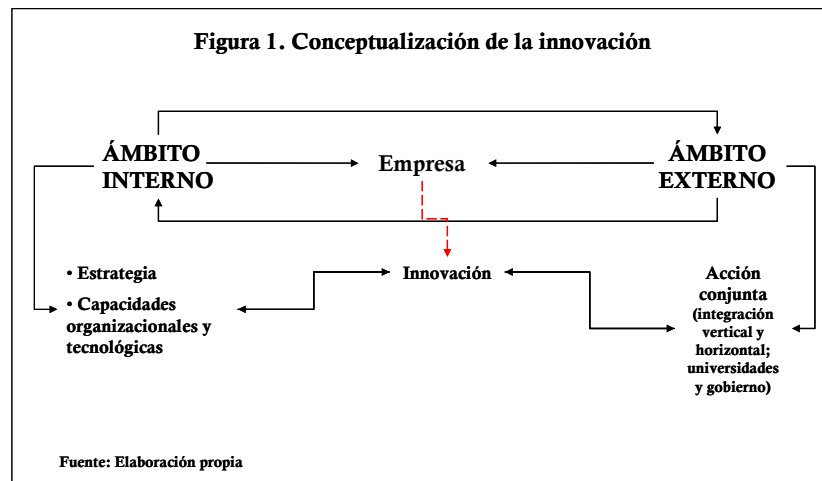 Figura 1. Conceptualización de la innovación
ÁMBITO
INTERNO
Empresa
ÁMBITO
EXTERNO
• Estrategia
• Capacidades
organizacionales y
tecnológicas
Innovación
Acción
conjunta
(integración
vertical y
horizontal;
universidades
y gobierno)
Fuente: Elaboración propia